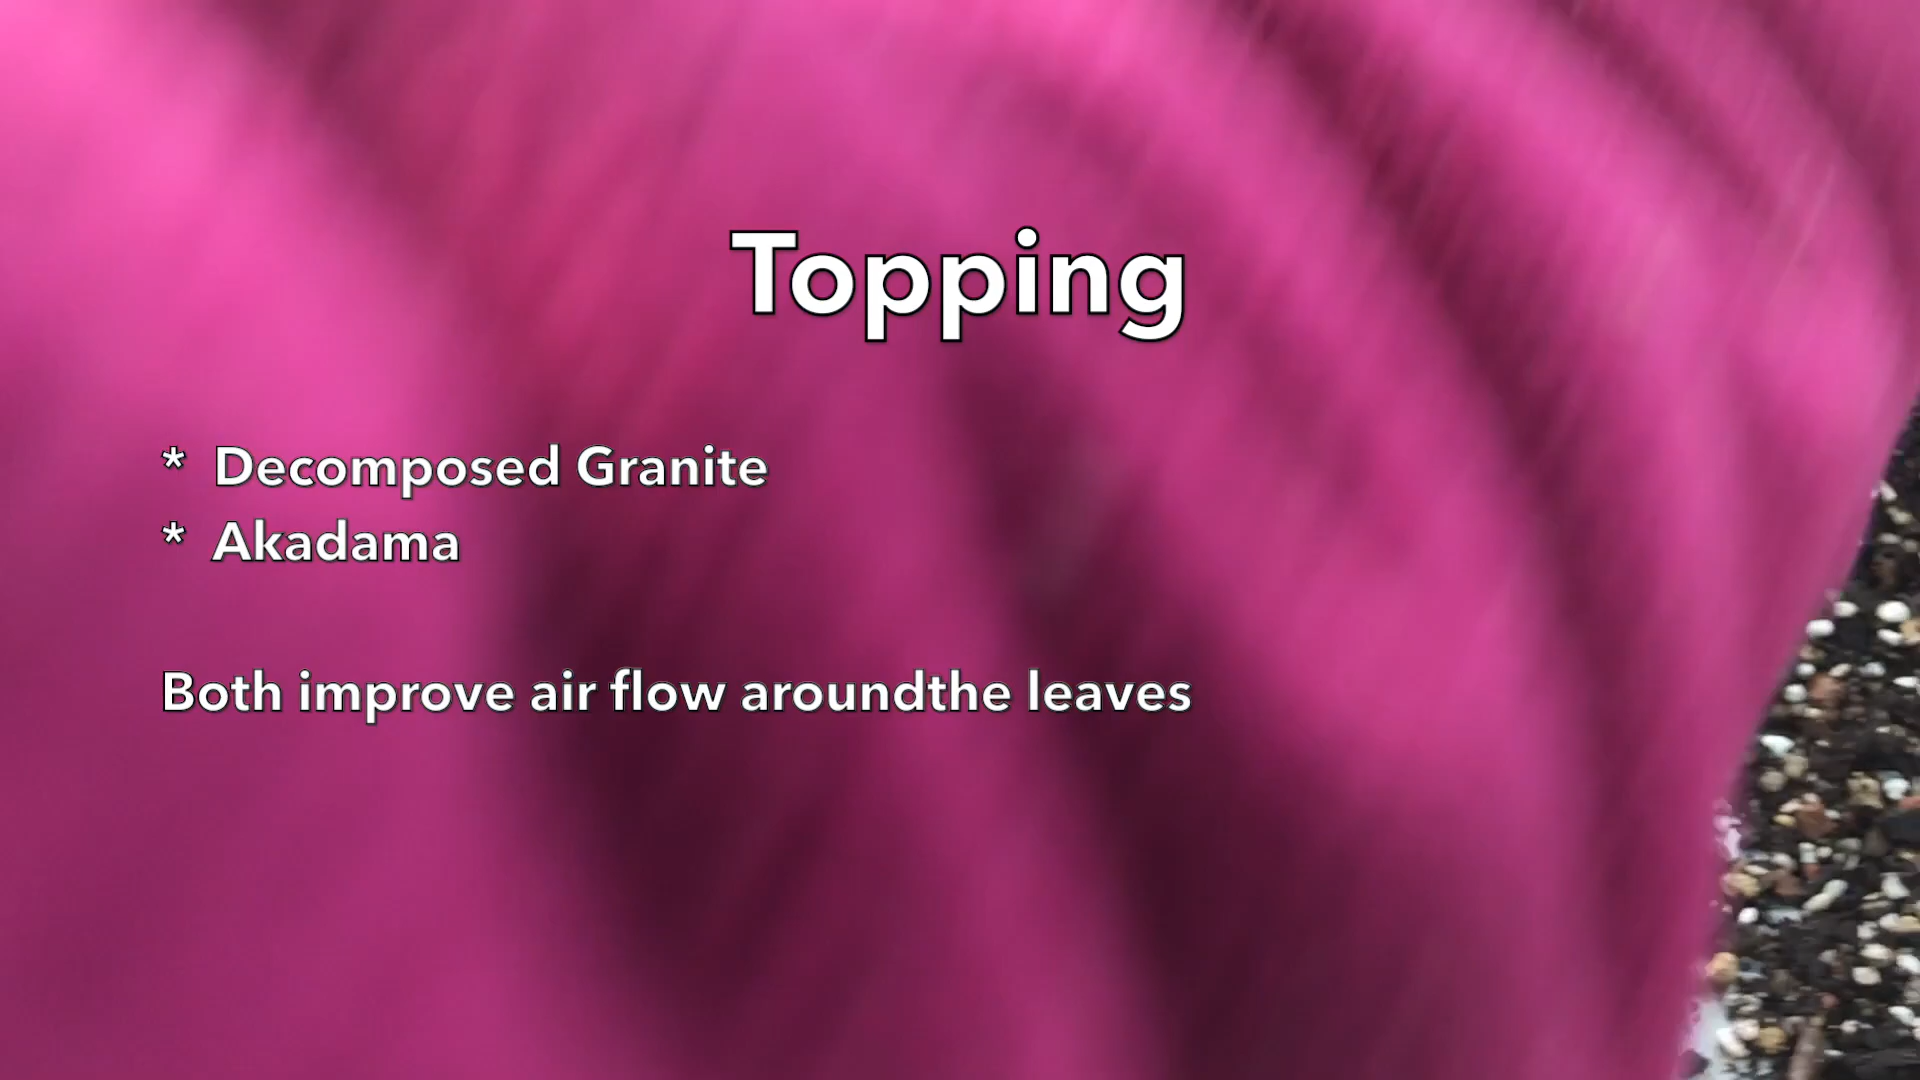 Topping
* Decomposed Granite
* Akadama
Both improve air flow aroundthe leaves